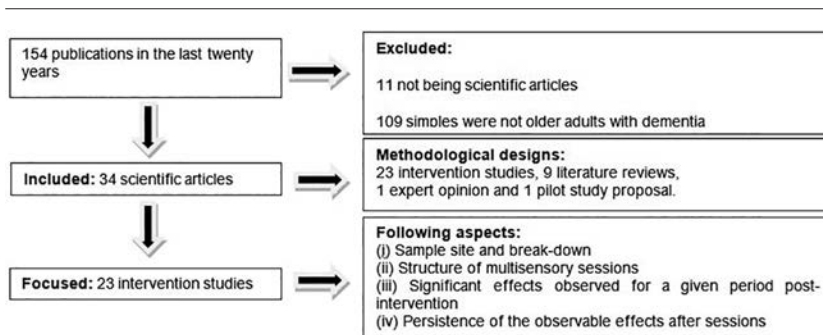 154 publications in the last twenty
years
Excluded:
11 not being scientific articles
109 simoles were not older adults with dementia
Included: 34 scientific articles
Methodological designs:
23 intervention studies, 9 literature reviews,
1 expert opinion and 1 pilot study proposal.
Focused: 23 intervention studies
Following aspects:
(i) Sample site and break-down
(ii) Structure of multisensory sessions
(iii) Significant effects observed for a given period post-
intervention
(iv) Persistence of the observable effects after sessions